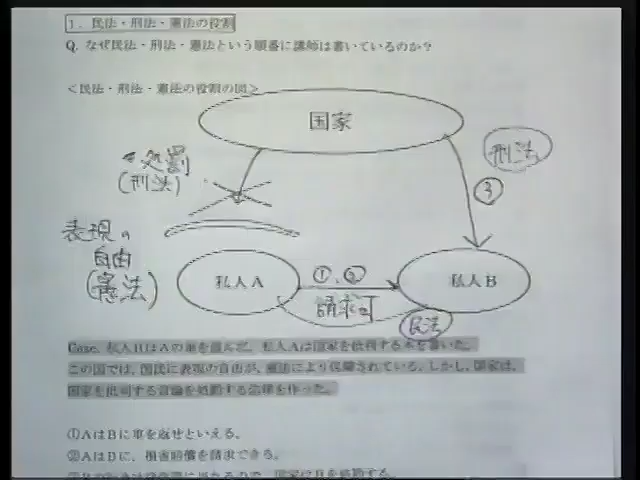 1. 民法・刑法・憲法の役割
Q. なぜ民法・刑法・憲法という順番に講師は書いているのか?
<民法・刑法・憲法の役割の図>
国家
刑法
処罰
(刑法)
③
表現の
自由
(憲法)
私人A
①、②
私人B
請求可
民法
Case. 私人BはAの車を盗んだ。私人Aは国家を批判する本を書いた。
この国では、国民に表現の自由が、憲法により保障されている。しかし、国家は、
国家を批判する言論を処罰する法律を作った。
①AはBに車を返せといえる。
②AはBに、損害賠償を請求できる。